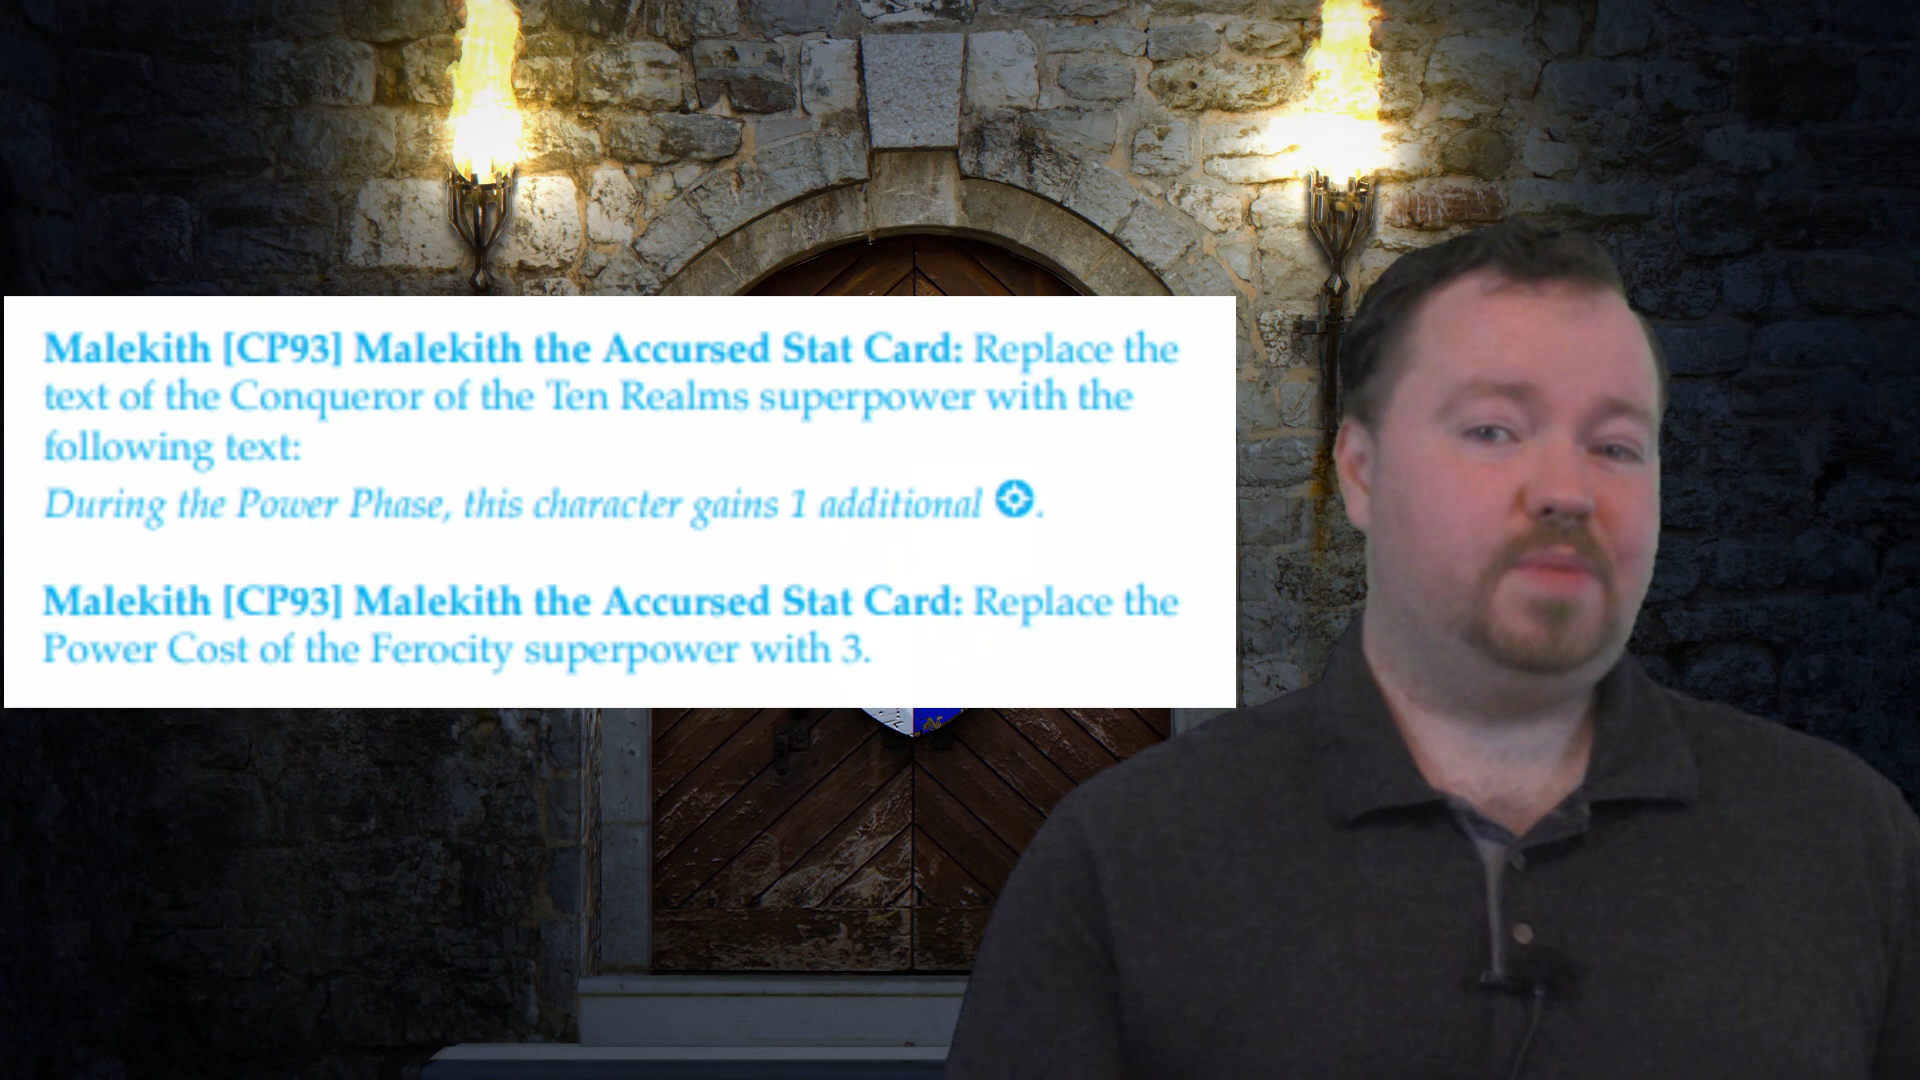 Malekith [CP93] Malekith the Accursed Stat Card: Replace the
text of the Conqueror of the Ten Realms superpower with the
following text:
During the Power Phase, this character gains 1 additional .
Malekith [CP93] Malekith the Accursed Stat Card: Replace the
Power Cost of the Ferocity superpower with 3.